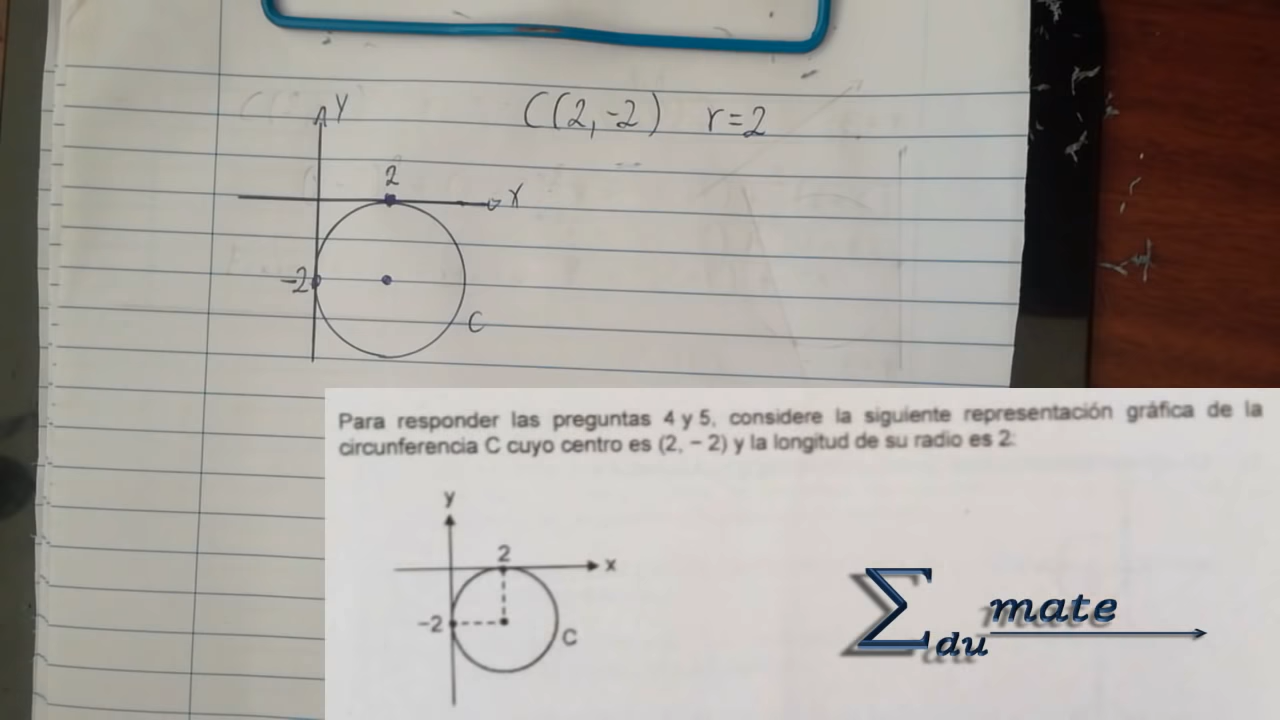 C(2,-2) r=2
y
2
x
-2
C
Para responder las preguntas 4 y 5, considere la siguiente representación gráfica de la
circunferencia C cuyo centro es (2, − 2) y la longitud de su radio es 2:
y
2
x
−2
C
∑du mate